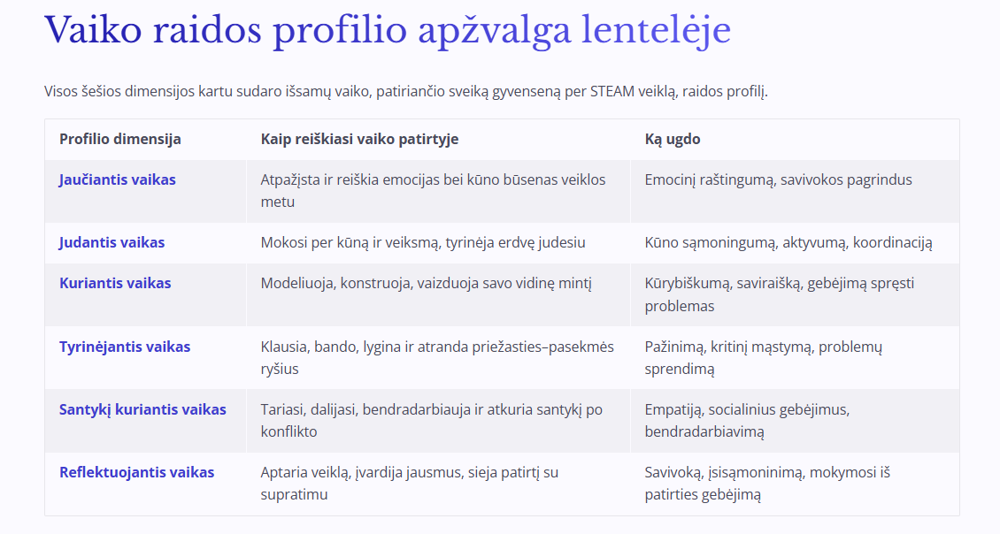 Vaiko raidos profilio apžvalga lentelėje
Visos šešios dimensijos kartu sudaro išsamų vaiko, patiriančio sveiką gyvenseną per STEAM veiklą, raidos profilį.
Profilio dimensija Kaip reiškiasi vaiko patirtyje Ką ugdo
Jaučiantis vaikas Atpažįsta ir reiškia emocijas bei kūno būsenas veiklos Emocinį raštingumą, savivokos pagrindus
metu
Judantis vaikas Mokosi per kūną ir veiksmą, tyrinėja erdvę judesiu Kūno sąmoningumą, aktyvumą, koordinaciją
Kuriantis vaikas Modeliuoja, konstruoja, vaizduoja savo vidinę mintį Kūrybiškumą, saviraišką, gebėjimą spręsti
problemas
Tyrinėjantis vaikas Klausia, bando, lygina ir atranda priežasties–pasekmės Pažinimą, kritinį mąstymą, problemų
ryšius sprendimą
Santykį kuriantis vaikas Tariasi, dalijasi, bendradarbiauja ir atkuria santykį po Empatiją, socialinius gebėjimus,
konflikto bendradarbiavimą
Reflektuojantis vaikas Aptaria veiklą, įvardija jausmus, sieja patirtį su Savivoką, įsisąmoninimą, mokymosi iš
supratimu patirties gebėjimą